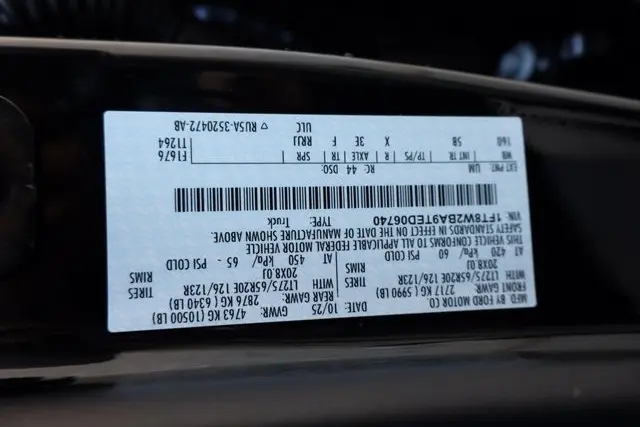 MFD. BY FORD MOTOR CO.
DATE: 10/25 GVWR: 4763 KG (10500 LB)
FRONT GAWR: 2717 KG (5990 LB) REAR GAWR: 2876 KG (6340 LB)
WITH LT275/65R20E 126/123R TIRES WITH LT275/65R20E 126/123R TIRES
20X8.0J RIMS 20X8.0J RIMS
AT 420 kPa/ 60 PSI COLD AT 450 kPa/ 65 - PSI COLD
THIS VEHICLE CONFORMS TO ALL APPLICABLE FEDERAL MOTOR VEHICLE
SAFETY STANDARDS IN EFFECT ON THE DATE OF MANUFACTURE SHOWN ABOVE.
VIN: 1FT8W2BA9TED06740 TYPE: Truck
EXT PNT: UM RC: 44 DSO:
WB INT TR TP/PS R AXLE TR SPR F1676
160 5B X 3E F RRJJ T1264
ULC ▽ RU5A-3520472-AB